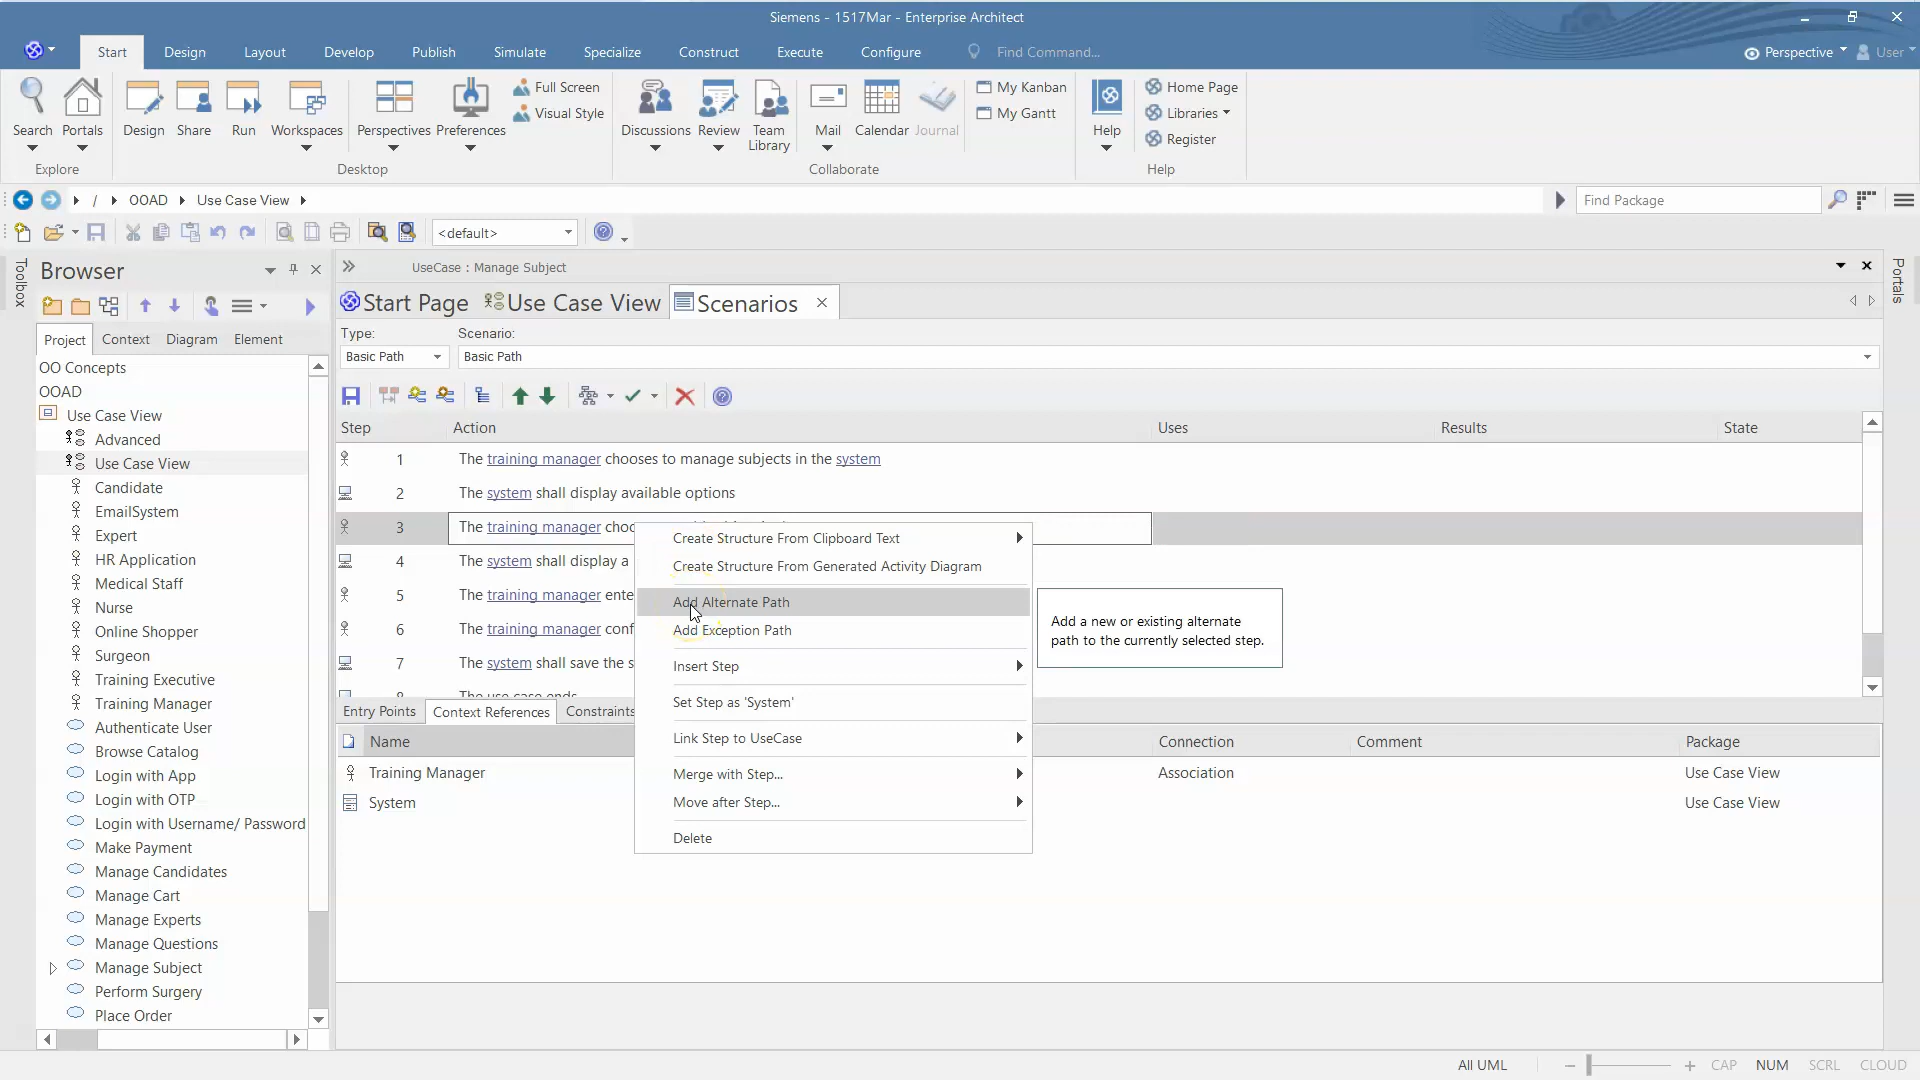 Siemens - 1517Mar - Enterprise Architect
Start Design Layout Develop Publish Simulate Specialize Construct Execute Configure Find Command... Perspective User
Search Portals Design Share Run Workspaces Perspectives Preferences Full Screen Visual Style Discussions Review Team Library Mail Calendar Journal My Kanban My Gantt Help Home Page Libraries Register
Explore Desktop Collaborate Help
/ OOAD Use Case View Find Package
<default>
Toolbox
Browser
Project Context Diagram Element
OO Concepts
OOAD
Use Case View
Advanced
Use Case View
Candidate
EmailSystem
Expert
HR Application
Medical Staff
Nurse
Online Shopper
Surgeon
Training Executive
Training Manager
Authenticate User
Browse Catalog
Login with App
Login with OTP
Login with Username/ Password
Make Payment
Manage Candidates
Manage Cart
Manage Experts
Manage Questions
Manage Subject
Perform Surgery
Place Order
UseCase : Manage Subject
Start Page Use Case View Scenarios
Type: Scenario:
Basic Path Basic Path
Step Action Uses Results State
1 The training manager chooses to manage subjects in the system
2 The system shall display available options
3 The training manager choo
4 The system shall display a
5 The training manager ente
6 The training manager conf
7 The system shall save the s
8 The use case ends
Create Structure From Clipboard Text
Create Structure From Generated Activity Diagram
Add Alternate Path
Add Exception Path
Insert Step
Set Step as 'System'
Link Step to UseCase
Merge with Step...
Move after Step...
Delete
Add a new or existing alternate
path to the currently selected step.
Entry Points Context References Constraints
Name Connection Comment Package
Training Manager Association Use Case View
System Use Case View
Portals
All UML CAP NUM SCRL CLOUD